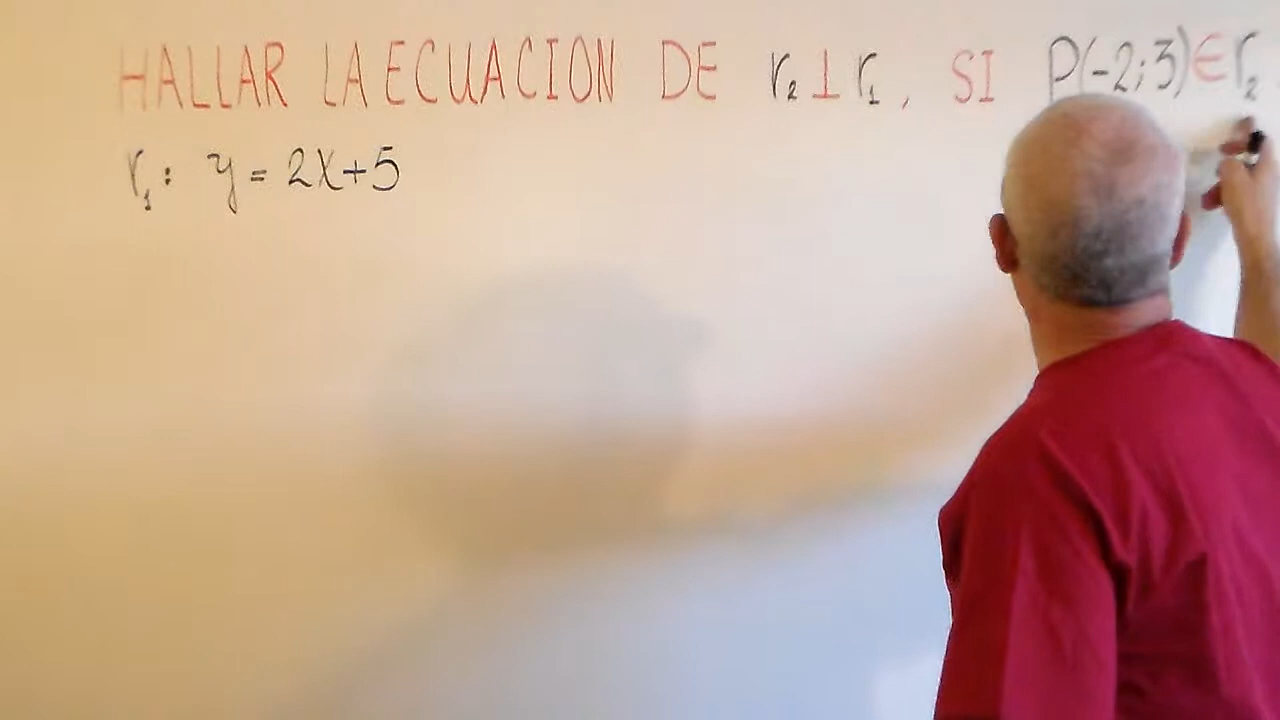 HALLAR LA ECUACION DE r₂ ⊥ r₁, SI P(-2;3)∈r₂
r₁: y = 2x+5